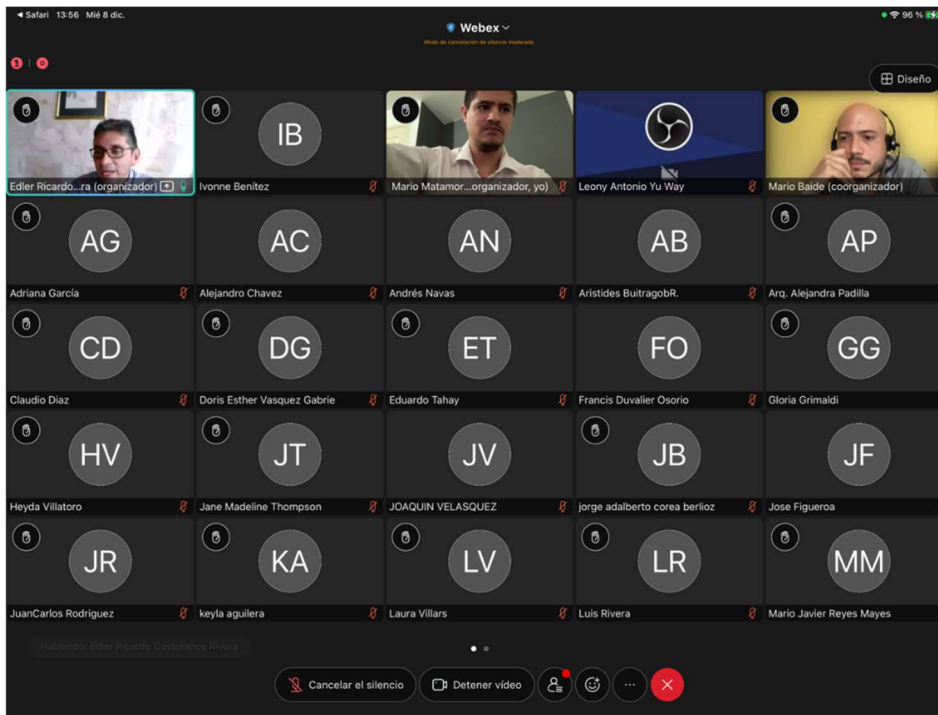 Safari 13:56 Mié 8 dic.
96 %
Webex
Modo de cancelación de silencio moderado
Diseño
Edler Ricardo...ra (organizador)
IB
Ivonne Benítez
Mario Matamor...organizador, yo)
Leony Antonio Yu Way
Mario Baide (coorganizador)
AG
Adriana García
AC
Alejandro Chavez
AN
Andrés Navas
AB
Aristides BuitragobR.
AP
Arq. Alejandra Padilla
CD
Claudio Diaz
DG
Doris Esther Vasquez Gabrie
ET
Eduardo Tahay
FO
Francis Duvalier Osorio
GG
Gloria Grimaldi
HV
Heyda Villatoro
JT
Jane Madeline Thompson
JV
JOAQUIN VELASQUEZ
JB
jorge adalberto corea berlioz
JF
Jose Figueroa
JR
JuanCarlos Rodriguez
KA
keyla aguilera
LV
Laura Villars
LR
Luis Rivera
MM
Mario Javier Reyes Mayes
Hablando: Edler Ricardo Castellanos Rivera
Cancelar el silencio
Detener vídeo